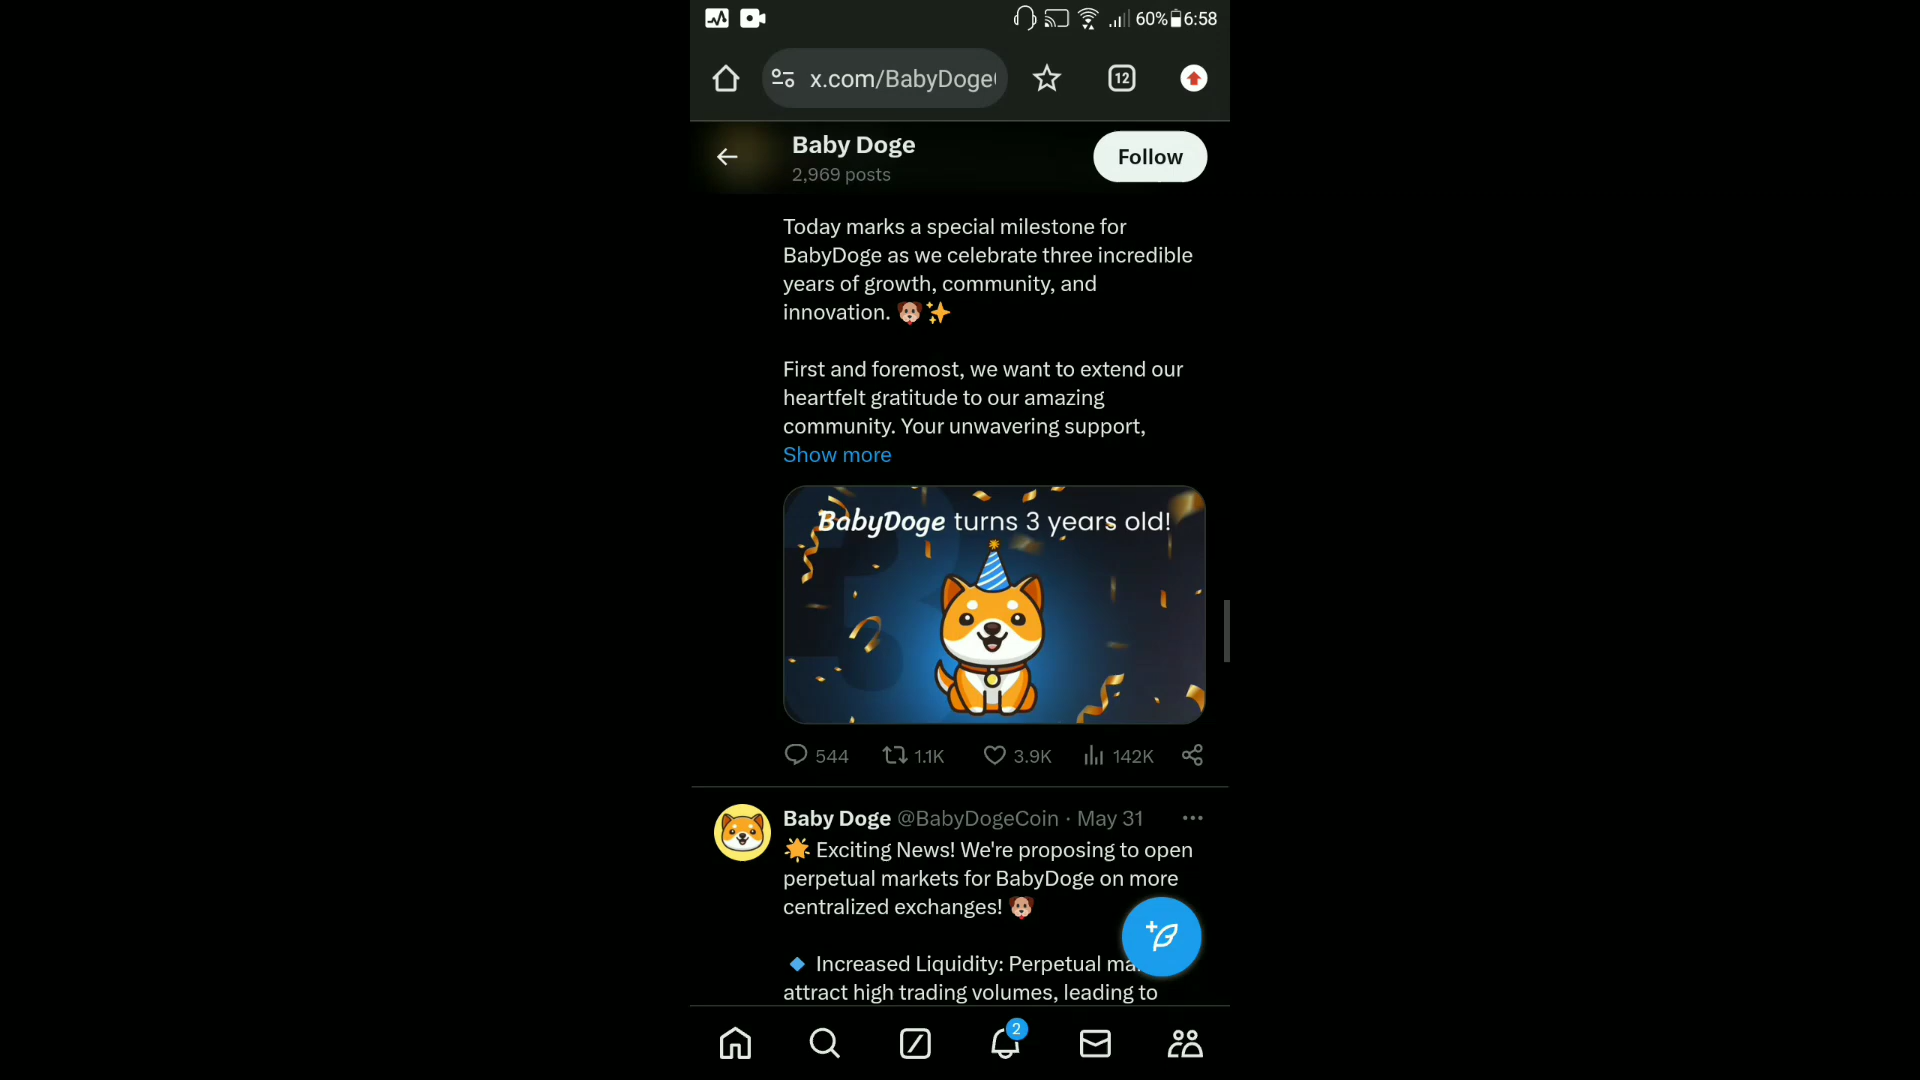 60% 6:58
x.com/BabyDoge
12
Baby Doge
2,969 posts
Follow
Today marks a special milestone for
BabyDoge as we celebrate three incredible
years of growth, community, and
innovation. 🐶✨
First and foremost, we want to extend our
heartfelt gratitude to our amazing
community. Your unwavering support,
Show more
BabyDoge turns 3 years old!
544 1.1K 3.9K 142K
Baby Doge @BabyDogeCoin · May 31
🌟 Exciting News! We're proposing to open
perpetual markets for BabyDoge on more
centralized exchanges! 🐶
🔹 Increased Liquidity: Perpetual
attract high trading volumes, leading to
2